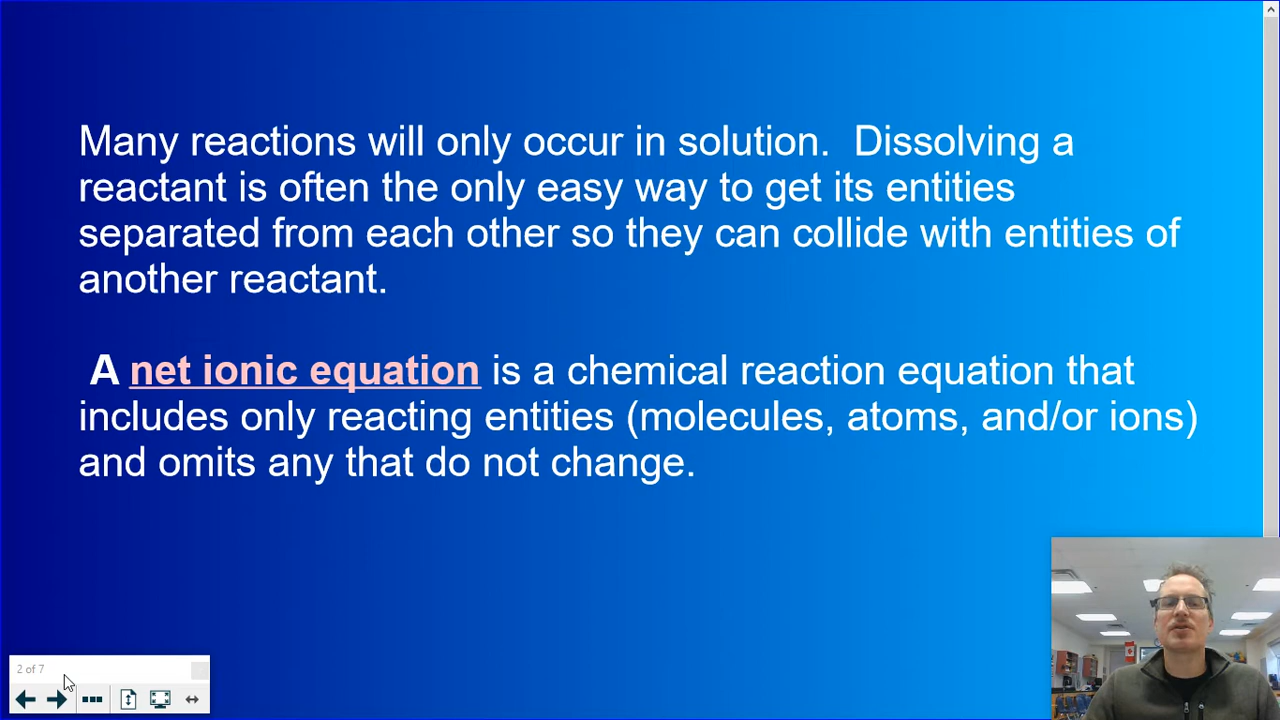 Many reactions will only occur in solution.  Dissolving a
reactant is often the only easy way to get its entities
separated from each other so they can collide with entities of
another reactant.
A net ionic equation is a chemical reaction equation that
includes only reacting entities (molecules, atoms, and/or ions)
and omits any that do not change.
2 of 7